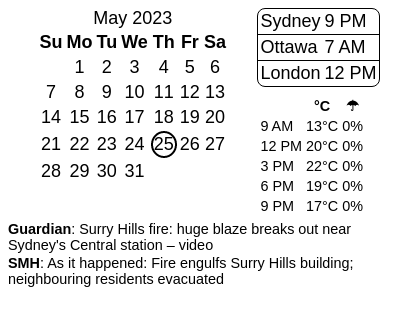 May 2023
Su Mo Tu We Th Fr Sa
1 2 3 4 5 6
7 8 9 10 11 12 13
14 15 16 17 18 19 20
21 22 23 24 25 26 27
28 29 30 31
Sydney 9 PM
Ottawa 7 AM
London 12 PM
°C ☂
9 AM 13°C 0%
12 PM 20°C 0%
3 PM 22°C 0%
6 PM 19°C 0%
9 PM 17°C 0%
Guardian: Surry Hills fire: huge blaze breaks out near
Sydney's Central station – video
SMH: As it happened: Fire engulfs Surry Hills building;
neighbouring residents evacuated